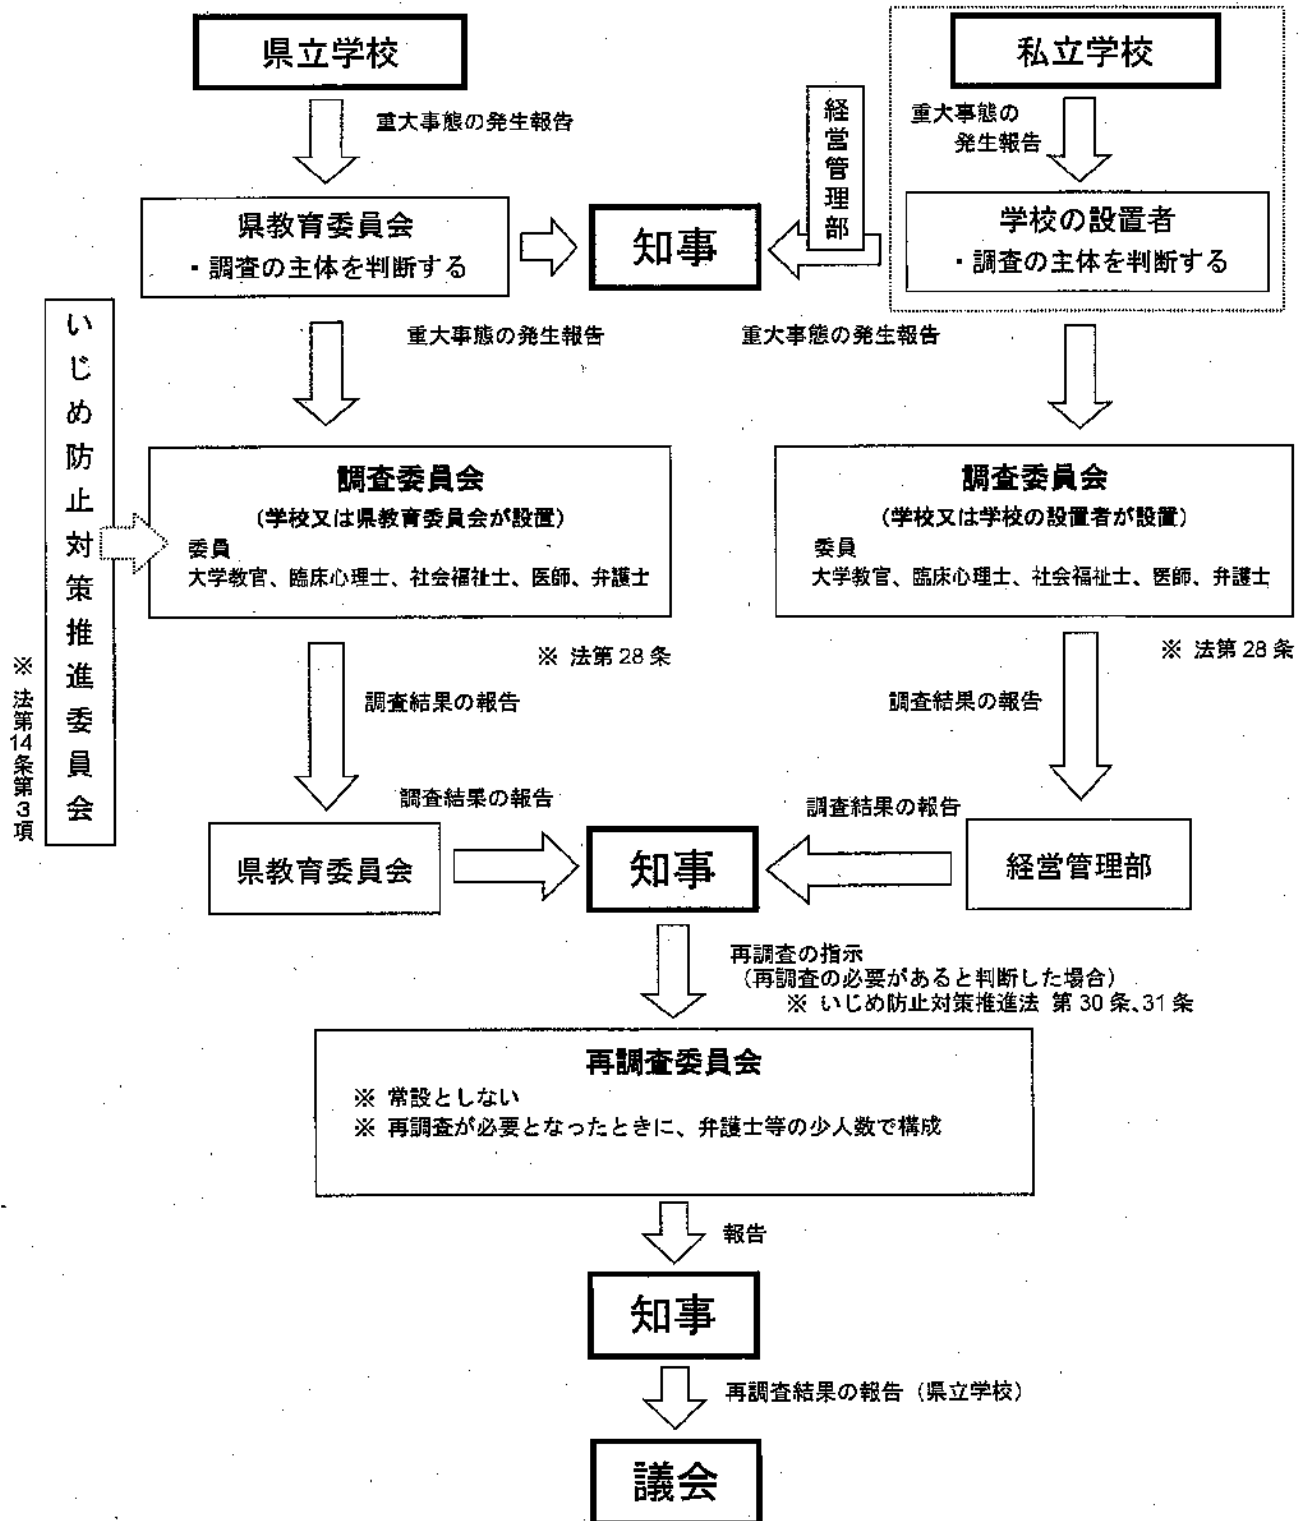 県立学校
私立学校
重大事態の発生報告
経営管理部
重大事態の
発生報告
県教育委員会
・調査の主体を判断する
知事
学校の設置者
・調査の主体を判断する
重大事態の発生報告
重大事態の発生報告
いじめ防止対策推進委員会
※ 法第14条第3項
調査委員会
(学校又は県教育委員会が設置)
委員
大学教官、臨床心理士、社会福祉士、医師、弁護士
※ 法第 28 条
調査委員会
(学校又は学校の設置者が設置)
委員
大学教官、臨床心理士、社会福祉士、医師、弁護士
※ 法第 28 条
調査結果の報告
調査結果の報告
調査結果の報告
調査結果の報告
県教育委員会
知事
経営管理部
再調査の指示
(再調査の必要があると判断した場合)
※ いじめ防止対策推進法 第 30 条、31 条
再調査委員会
※ 常設としない
※ 再調査が必要となったときに、弁護士等の少人数で構成
報告
知事
再調査結果の報告(県立学校)
議会